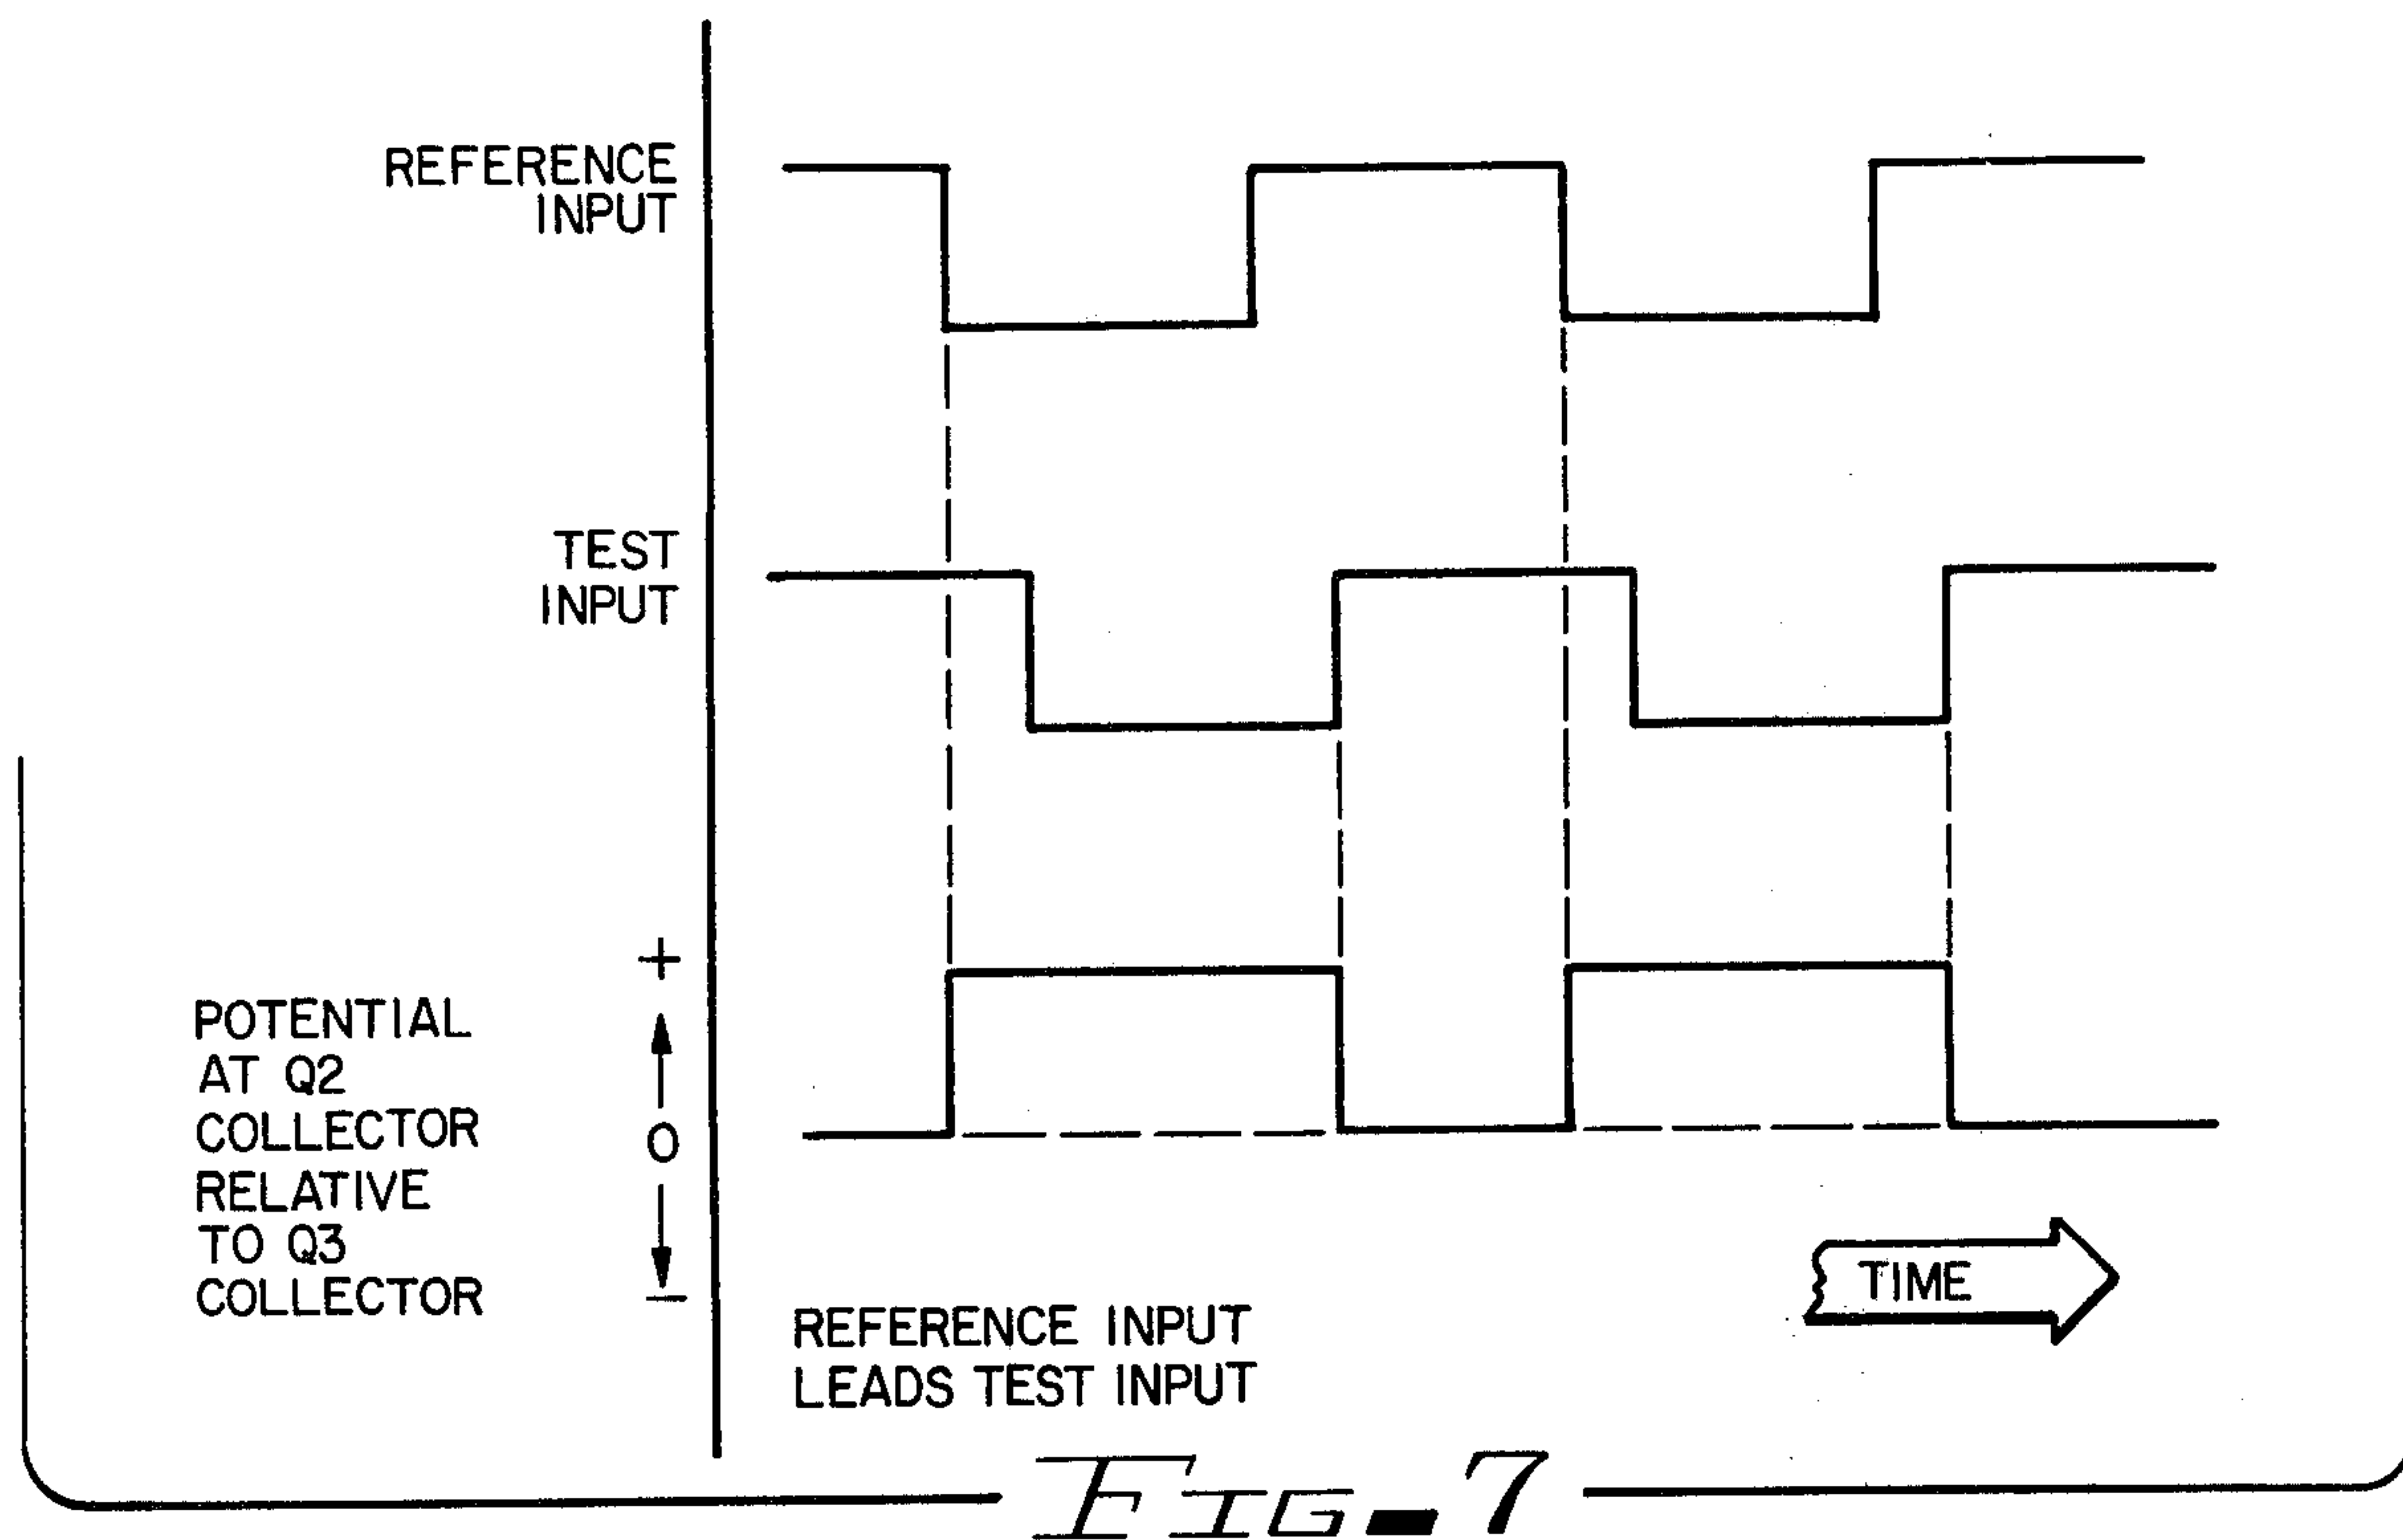 REFERENCE
INPUT
TEST
INPUT
+
POTENTIAL
AT Q2
COLLECTOR
RELATIVE
TO Q3
COLLECTOR
0
−
TIME
REFERENCE INPUT
LEADS TEST INPUT
FIG-7